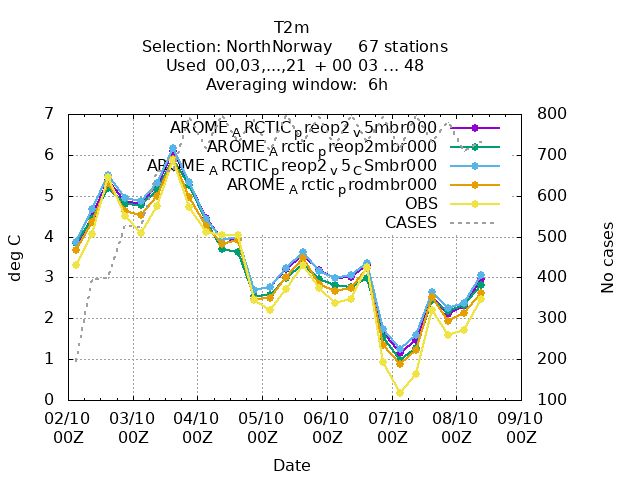 T2m
Selection: NorthNorway 67 stations
Used 00,03,...,21 + 00 03 ... 48
Averaging window: 6h
deg C
7
6
5
4
3
2
1
0
AROME_ARCTIC_preop2_v5mbr000
AROME_Arctic_preop2mbr000
AROME_ARCTIC_preop2_v5_CSmbr000
AROME_Arctic_prodmbr000
OBS
CASES
800
700
600
500
400
300
200
100
No cases
02/10 03/10 04/10 05/10 06/10 07/10 08/10 09/10
00Z 00Z 00Z 00Z 00Z 00Z 00Z 00Z
Date